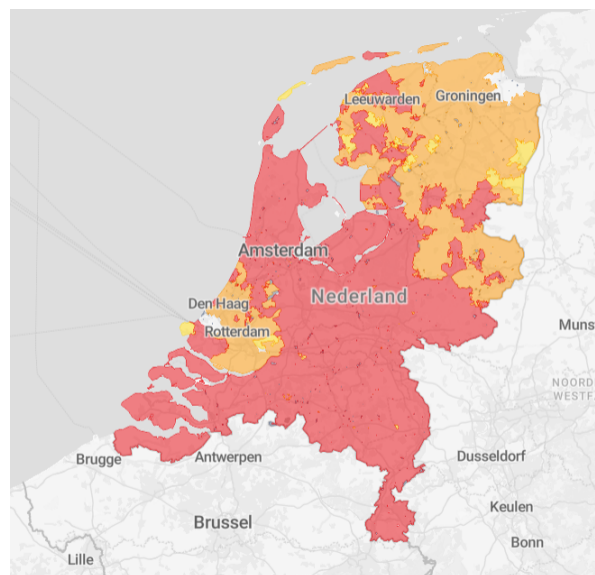 Leeuwarden
Groningen
Amsterdam
Nederland
Den Haag
Rotterdam
Muns
NOORD
WESTF
Brugge
Antwerpen
Dusseldorf
Brussel
Keulen
Bonn
Lille